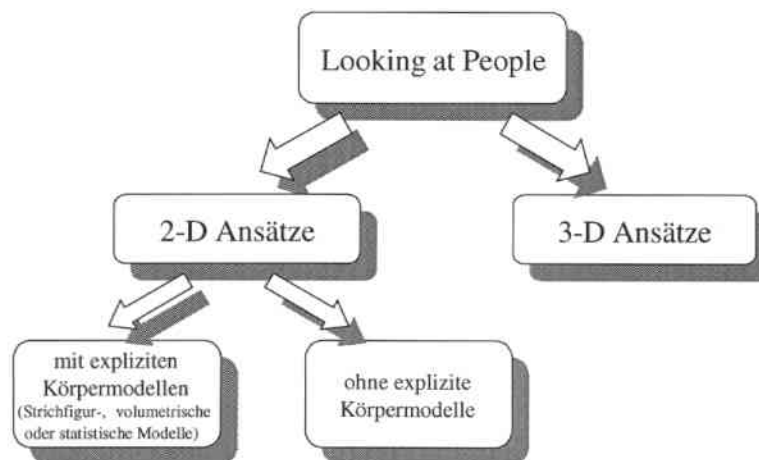 Looking at People
2-D Ansätze
3-D Ansätze
mit expliziten
Körpermodellen
(Strichfigur-, volumetrische
oder statistische Modelle)
ohne explizite
Körpermodelle